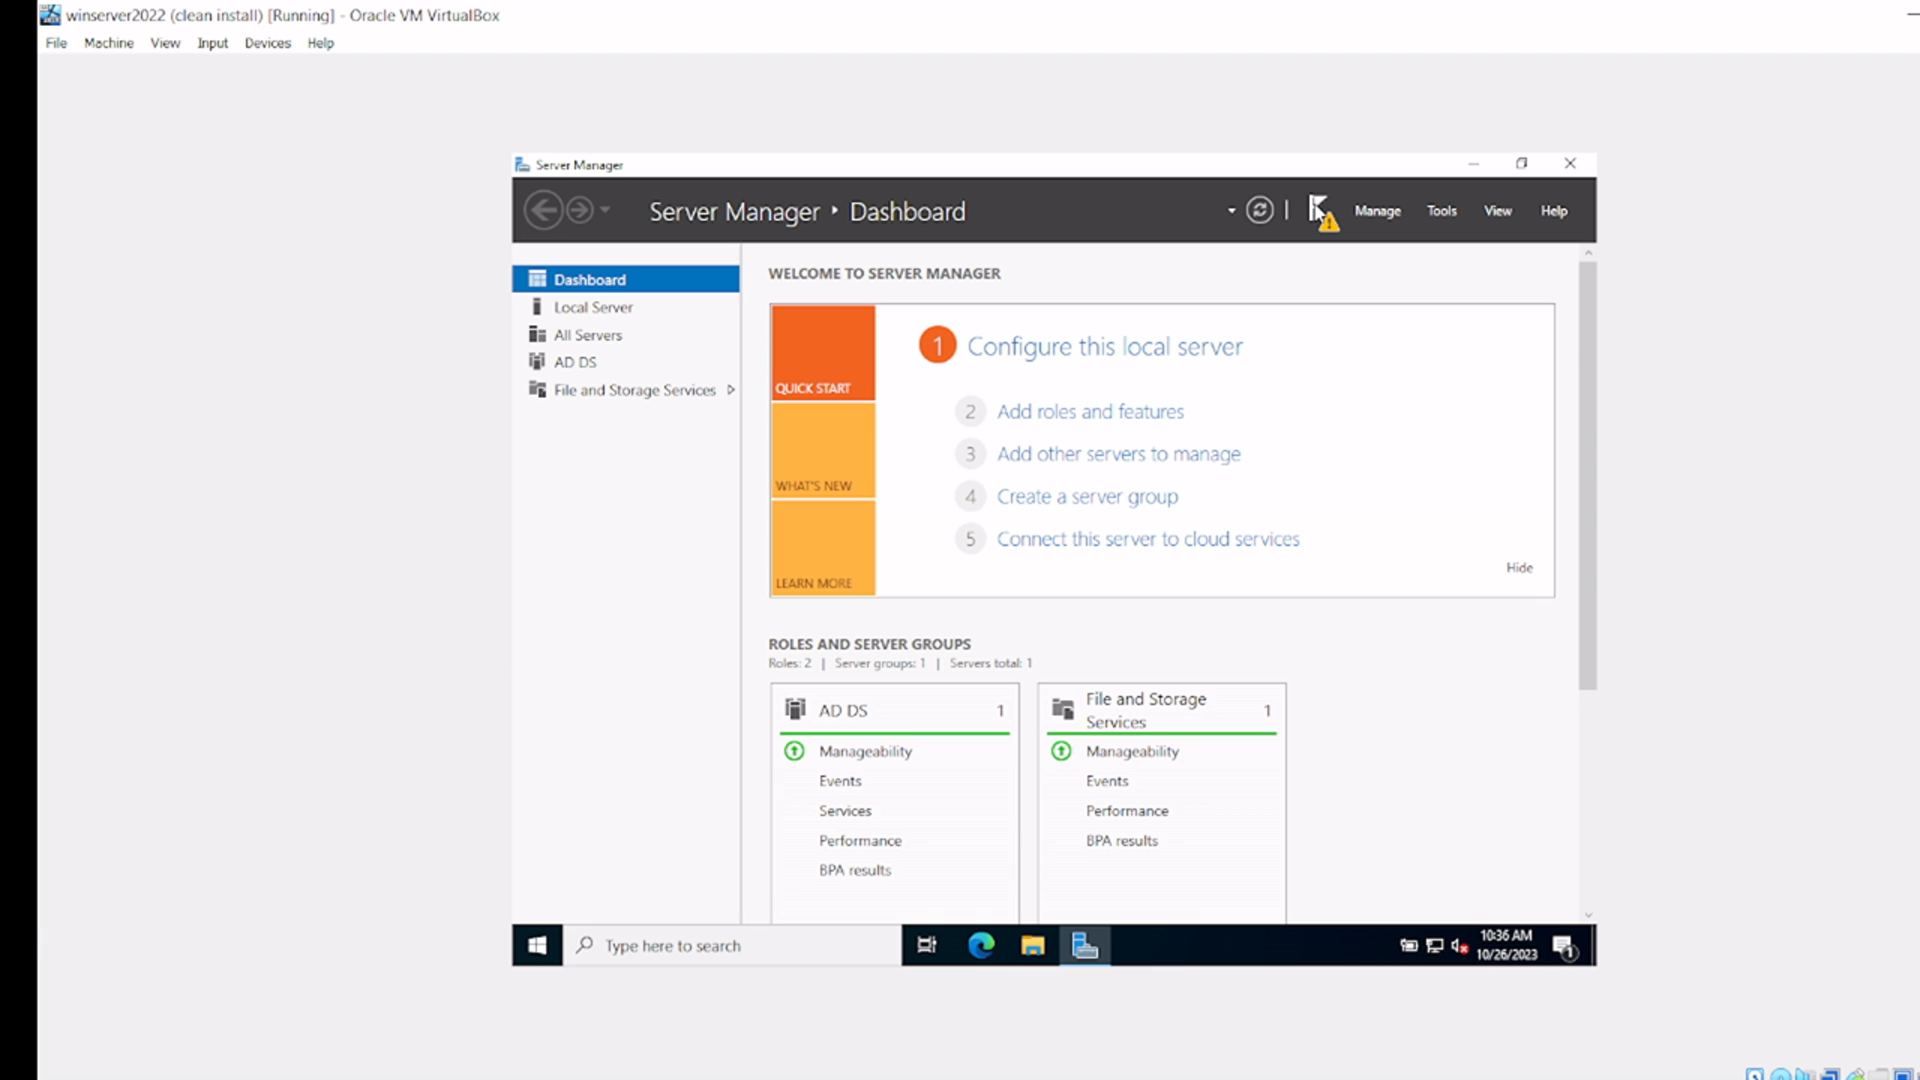 winserver2022 (clean install) [Running] - Oracle VM VirtualBox
File Machine View Input Devices Help
Server Manager
Server Manager ‣ Dashboard
Manage Tools View Help
Dashboard
Local Server
All Servers
AD DS
File and Storage Services
WELCOME TO SERVER MANAGER
QUICK START
WHAT'S NEW
LEARN MORE
1 Configure this local server
2 Add roles and features
3 Add other servers to manage
4 Create a server group
5 Connect this server to cloud services
Hide
ROLES AND SERVER GROUPS
Roles: 2 | Server groups: 1 | Servers total: 1
AD DS 1
Manageability
Events
Services
Performance
BPA results
File and Storage
Services 1
Manageability
Events
Performance
BPA results
Type here to search
10:36 AM
10/26/2023
1